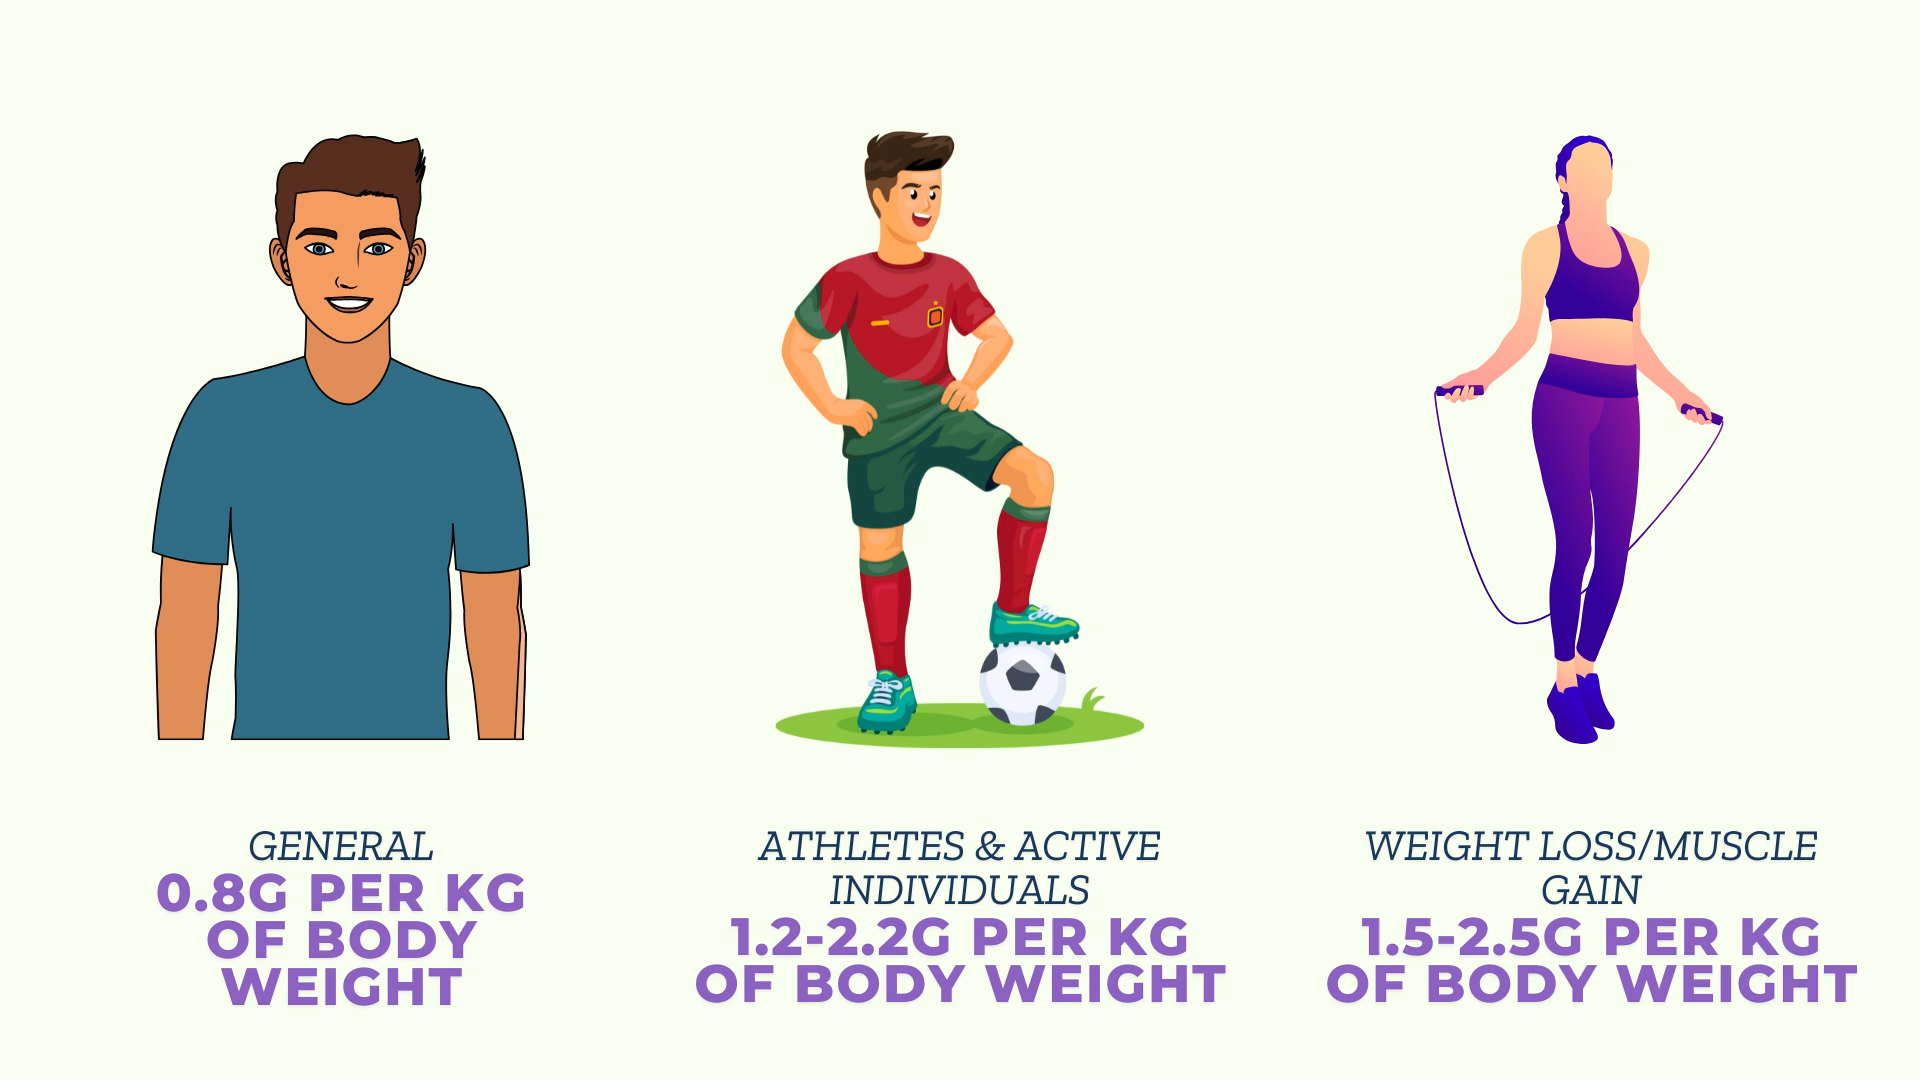 GENERAL
0.8G PER KG
OF BODY
WEIGHT
ATHLETES & ACTIVE
INDIVIDUALS
1.2-2.2G PER KG
OF BODY WEIGHT
WEIGHT LOSS/MUSCLE
GAIN
1.5-2.5G PER KG
OF BODY WEIGHT